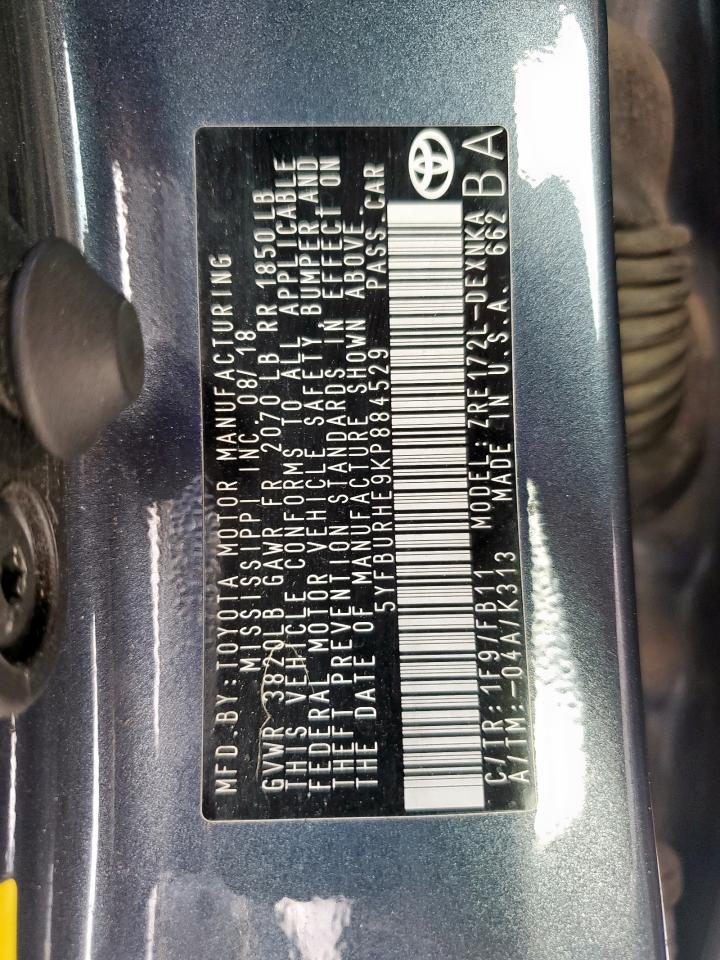 MFD.BY:TOYOTA MOTOR MANUFACTURING
MISSISSIPPI INC.08/18
GVWR 3820LB GAWR FR 2070 LB RR 1850LB
THIS VEHICLE CONFORMS TO ALL APPLICABLE
FEDERAL MOTOR VEHICLE SAFETY, BUMPER AND
THEFT PREVENTION STANDARDS IN EFFECT ON
THE DATE OF MANUFACTURE SHOWN ABOVE.
5YFBURHE9KP884529 PASS.CAR
C/TR:1F9/FB11 MODEL:ZRE172L-DEXNKA
A/TM:-04A/K313 MADE IN U.S.A. 662 BA